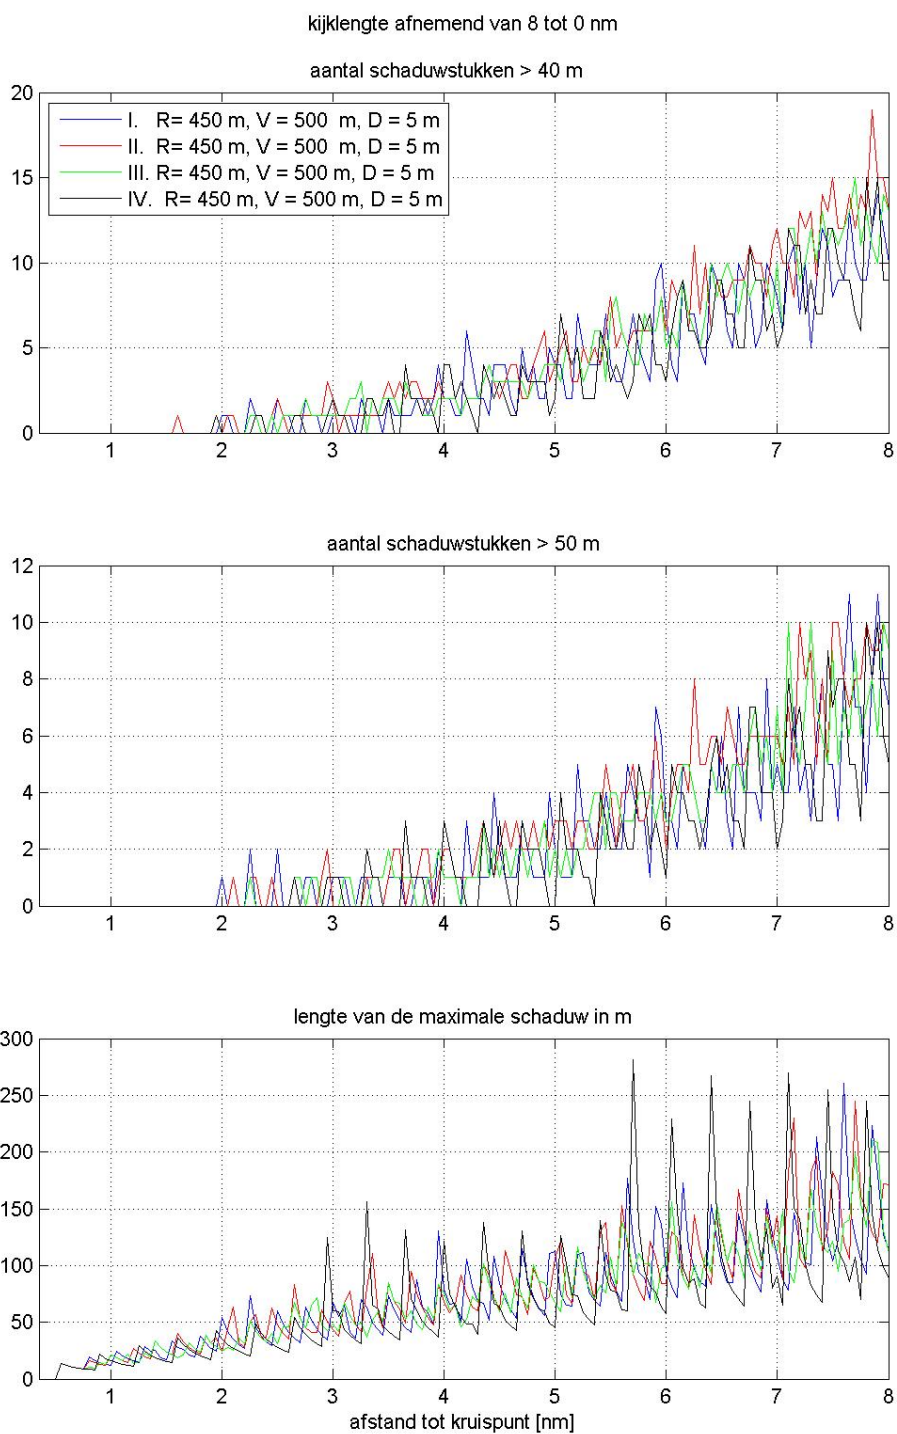 kijklengte afnemend van 8 tot 0 nm
aantal schaduwstukken > 40 m
20
15
10
5
0
I. R= 450 m, V = 500 m, D = 5 m
II. R= 450 m, V = 500 m, D = 5 m
III. R= 450 m, V = 500 m, D = 5 m
IV. R= 450 m, V = 500 m, D = 5 m
1 2 3 4 5 6 7 8
aantal schaduwstukken > 50 m
12
10
8
6
4
2
0
1 2 3 4 5 6 7 8
lengte van de maximale schaduw in m
300
250
200
150
100
50
0
1 2 3 4 5 6 7 8
afstand tot kruispunt [nm]